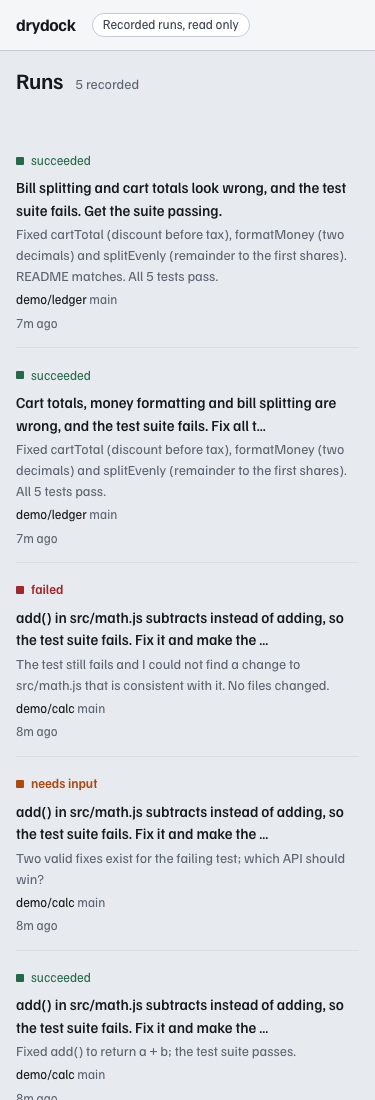 drydock
Recorded runs, read only
Runs
5 recorded
succeeded
Bill splitting and cart totals look wrong, and the test
suite fails. Get the suite passing.
Fixed cartTotal (discount before tax), formatMoney (two
decimals) and splitEvenly (remainder to the first shares).
README matches. All 5 tests pass.
demo/ledger main
7m ago
succeeded
Cart totals, money formatting and bill splitting are
wrong, and the test suite fails. Fix all t...
Fixed cartTotal (discount before tax), formatMoney (two
decimals) and splitEvenly (remainder to the first shares).
All 5 tests pass.
demo/ledger main
7m ago
failed
add() in src/math.js subtracts instead of adding, so
the test suite fails. Fix it and make the ...
The test still fails and I could not find a change to
src/math.js that is consistent with it. No files changed.
demo/calc main
8m ago
needs input
add() in src/math.js subtracts instead of adding, so
the test suite fails. Fix it and make the ...
Two valid fixes exist for the failing test; which API should
win?
demo/calc main
8m ago
succeeded
add() in src/math.js subtracts instead of adding, so
the test suite fails. Fix it and make the ...
Fixed add() to return a + b; the test suite passes.
demo/calc main
8m ago